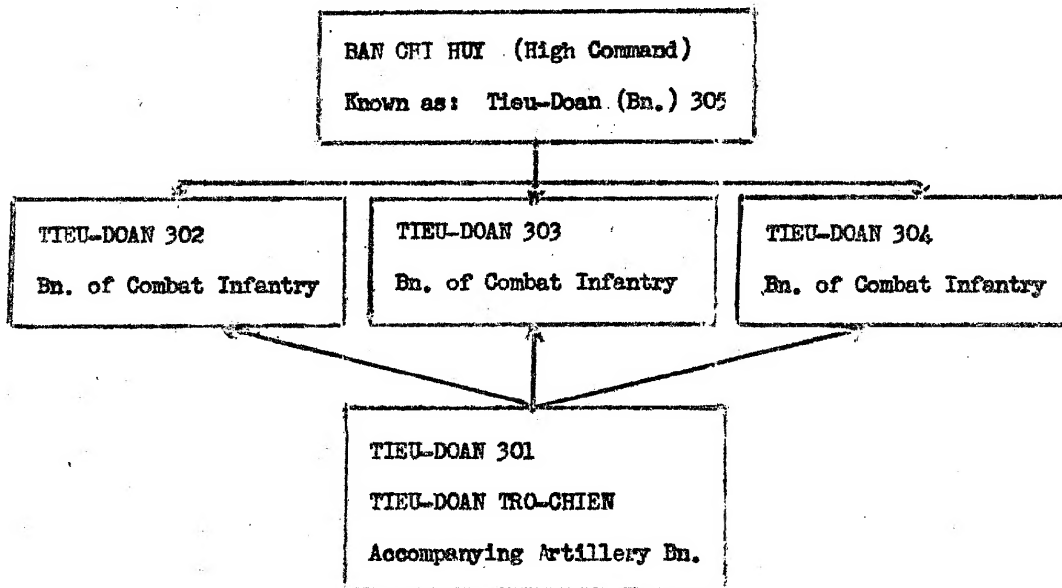 BAN CHI HUY (High Command)
Known as: Tieu-Doan (Bn.) 305
TIEU-DOAN 302
Bn. of Combat Infantry
TIEU-DOAN 303
Bn. of Combat Infantry
TIEU-DOAN 304
Bn. of Combat Infantry
TIEU-DOAN 301
TIEU-DOAN TRO-CHIEN
Accompanying Artillery Bn.